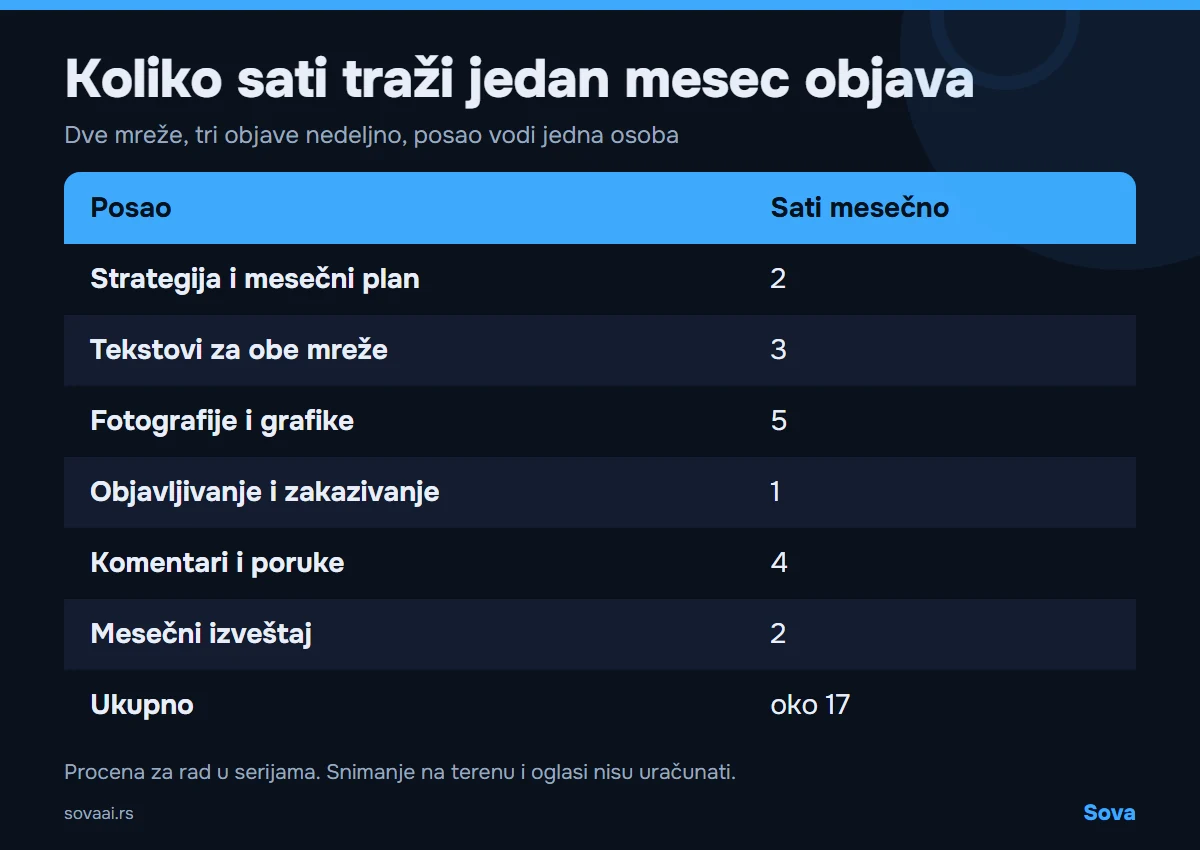 Koliko sati traži jedan mesec objava
Dve mreže, tri objave nedeljno, posao vodi jedna osoba
Posao Sati mesečno
Strategija i mesečni plan 2
Tekstovi za obe mreže 3
Fotografije i grafike 5
Objavljivanje i zakazivanje 1
Komentari i poruke 4
Mesečni izveštaj 2
Ukupno oko 17
Procena za rad u serijama. Snimanje na terenu i oglasi nisu uračunati.
sovaai.rs Sova